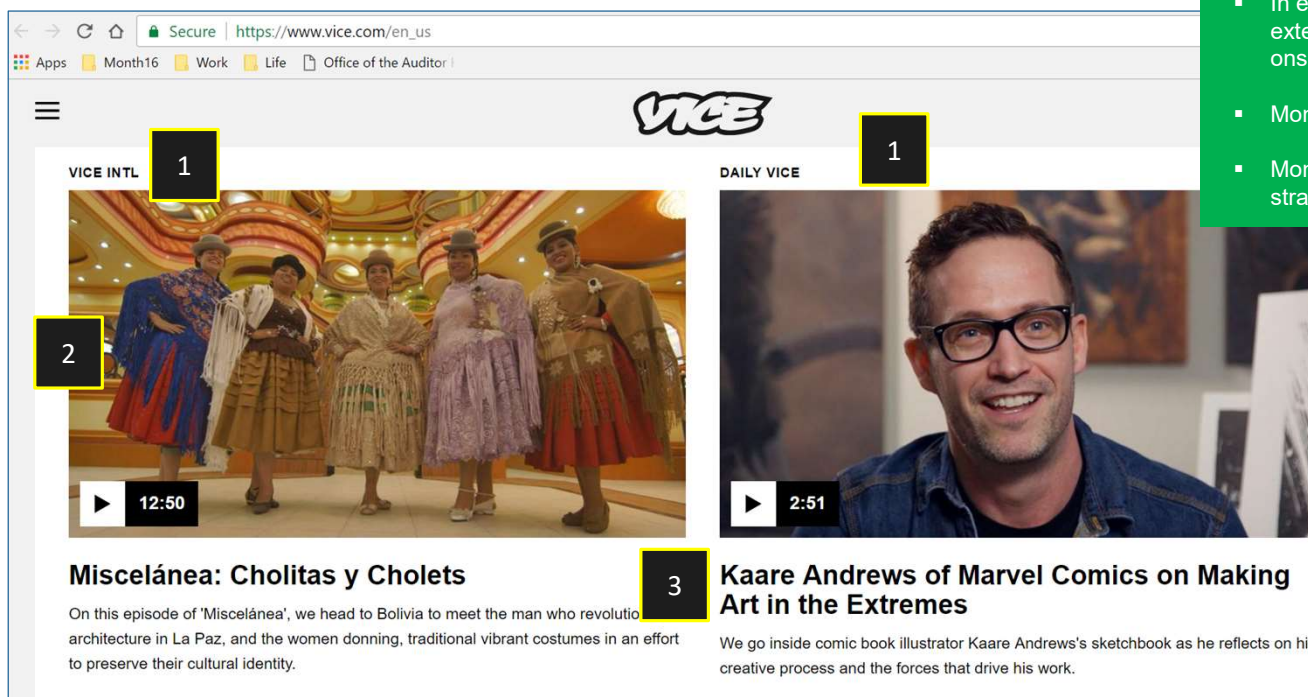 Secure | https://www.vice.com/en_us
Apps Month16 Work Life Office of the Auditor
In e
exte
ons
Mor
Mor
stra
VICE
1
1
VICE INTL
DAILY VICE
2
12:50
2:51
Miscelánea: Cholitas y Cholets
On this episode of 'Miscelánea', we head to Bolivia to meet the man who revolutio
architecture in La Paz, and the women donning, traditional vibrant costumes in an effort
to preserve their cultural identity.
3
Kaare Andrews of Marvel Comics on Making
Art in the Extremes
We go inside comic book illustrator Kaare Andrews's sketchbook as he reflects on hi
creative process and the forces that drive his work.